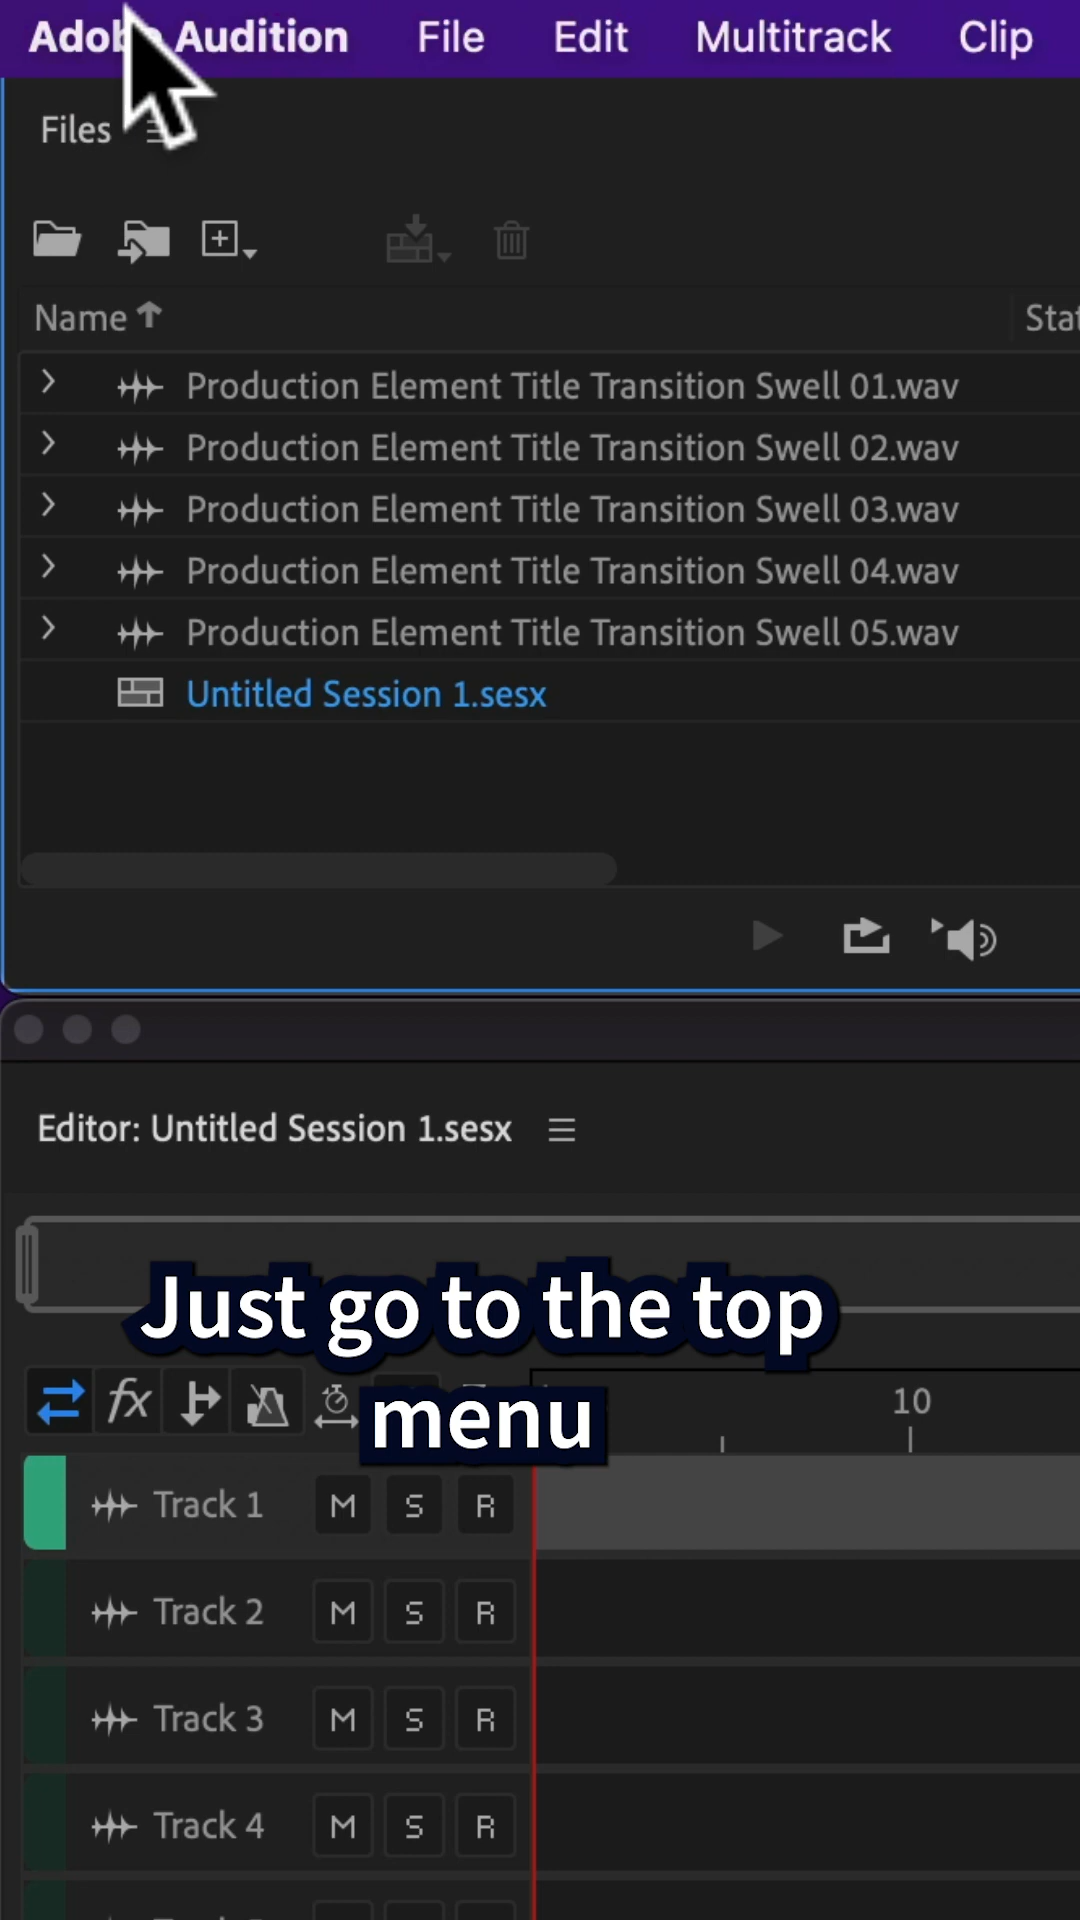 Adobe Audition File Edit Multitrack Clip
Files
Name
Production Element Title Transition Swell 01.wav
Production Element Title Transition Swell 02.wav
Production Element Title Transition Swell 03.wav
Production Element Title Transition Swell 04.wav
Production Element Title Transition Swell 05.wav
Untitled Session 1.sesx
Editor: Untitled Session 1.sesx
Just go to the top
menu
fx
10
Track 1 M S R
Track 2 M S R
Track 3 M S R
Track 4 M S R